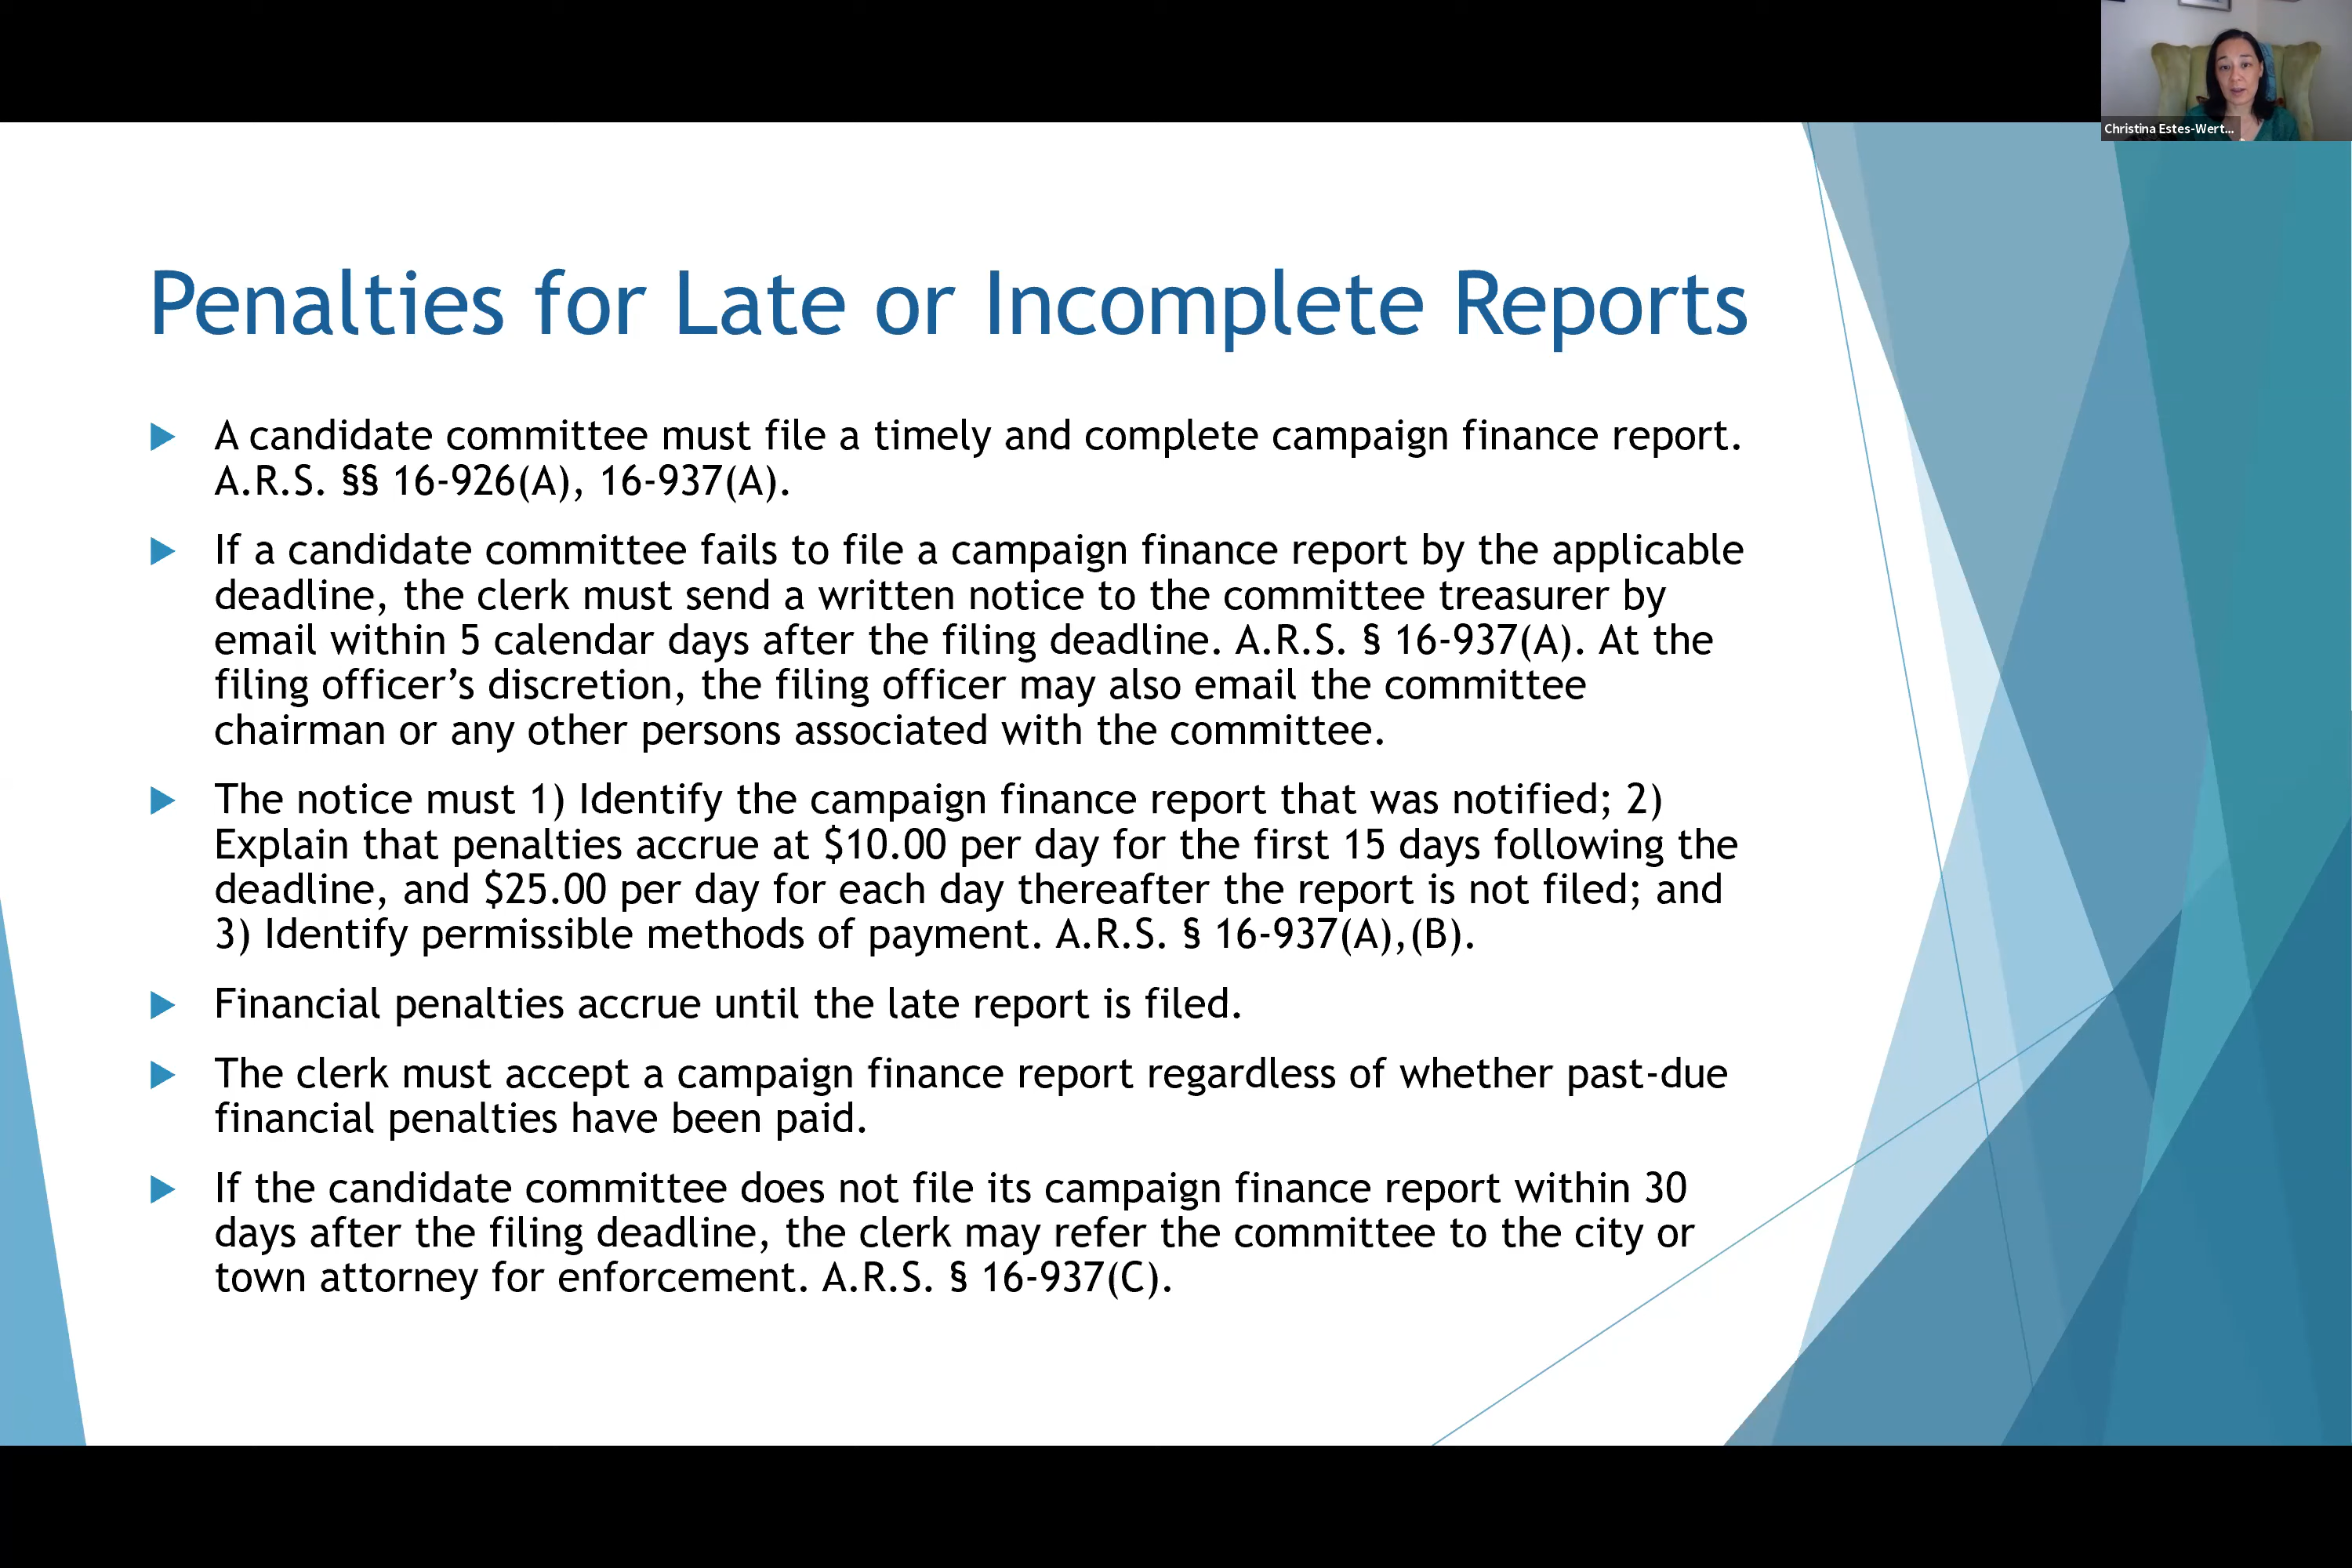 Christina Estes-Wert...
Penalties for Late or Incomplete Reports
A candidate committee must file a timely and complete campaign finance report.
A.R.S. §§ 16-926(A), 16-937(A).
If a candidate committee fails to file a campaign finance report by the applicable
deadline, the clerk must send a written notice to the committee treasurer by
email within 5 calendar days after the filing deadline. A.R.S. § 16-937(A). At the
filing officer’s discretion, the filing officer may also email the committee
chairman or any other persons associated with the committee.
The notice must 1) Identify the campaign finance report that was notified; 2)
Explain that penalties accrue at $10.00 per day for the first 15 days following the
deadline, and $25.00 per day for each day thereafter the report is not filed; and
3) Identify permissible methods of payment. A.R.S. § 16-937(A),(B).
Financial penalties accrue until the late report is filed.
The clerk must accept a campaign finance report regardless of whether past-due
financial penalties have been paid.
If the candidate committee does not file its campaign finance report within 30
days after the filing deadline, the clerk may refer the committee to the city or
town attorney for enforcement. A.R.S. § 16-937(C).